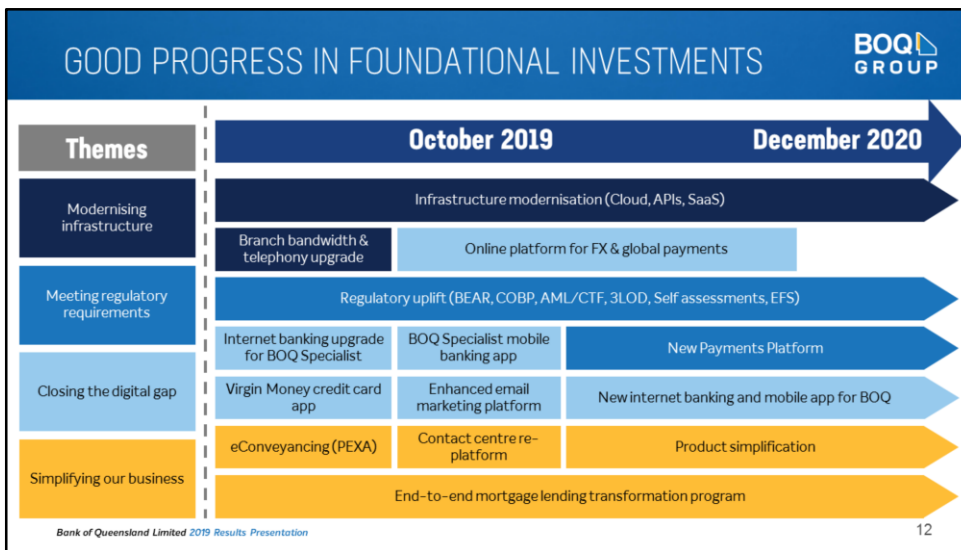 GOOD PROGRESS IN FOUNDATIONAL INVESTMENTS
BOQ
GROUP
Themes
October 2019
December 2020
Modernising
infrastructure
Infrastructure modernisation (Cloud, APIs, SaaS)
Branch bandwidth &
telephony upgrade
Online platform for FX & global payments
Meeting regulatory
requirements
Regulatory uplift (BEAR, COBP, AML/CTF, 3LOD, Self assessments, EFS)
Internet banking upgrade
for BOQ Specialist
BOQ Specialist mobile
banking app
New Payments Platform
Closing the digital gap
Virgin Money credit card
app
Enhanced email
marketing platform
New internet banking and mobile app for BOQ
Simplifying our business
eConveyancing (PEXA)
Contact centre re-
platform
Product simplification
End-to-end mortgage lending transformation program
Bank of Queensland Limited 2019 Results Presentation
12